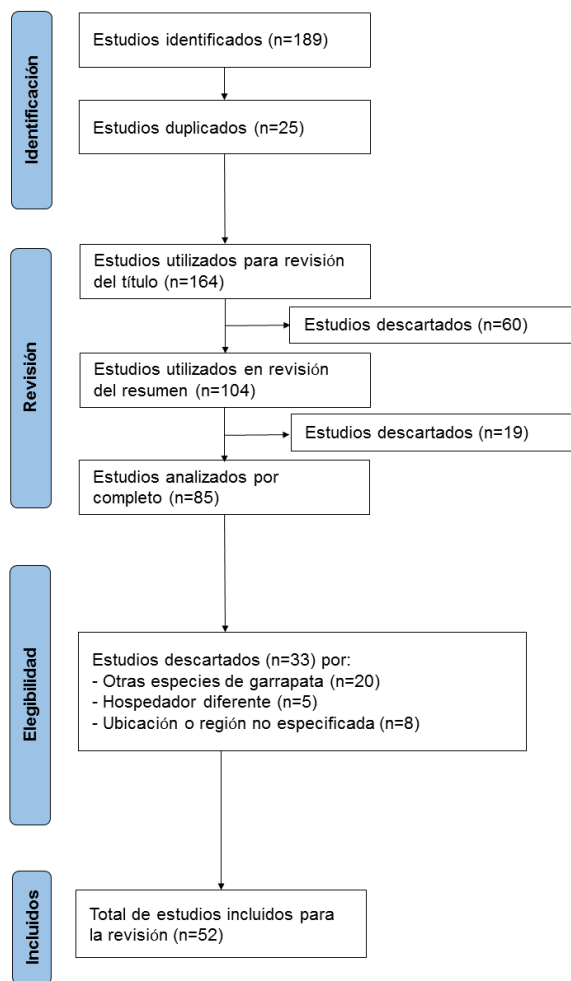 Identificación
Estudios identificados (n=189)
Estudios duplicados (n=25)
Revisión
Estudios utilizados para revisión
del título (n=164)
Estudios descartados (n=60)
Estudios utilizados en revisión
del resumen (n=104)
Estudios descartados (n=19)
Estudios analizados por
completo (n=85)
Elegibilidad
Estudios descartados (n=33) por:
- Otras especies de garrapata (n=20)
- Hospedador diferente (n=5)
- Ubicación o región no especificada (n=8)
Incluidos
Total de estudios incluidos para
la revisión (n=52)